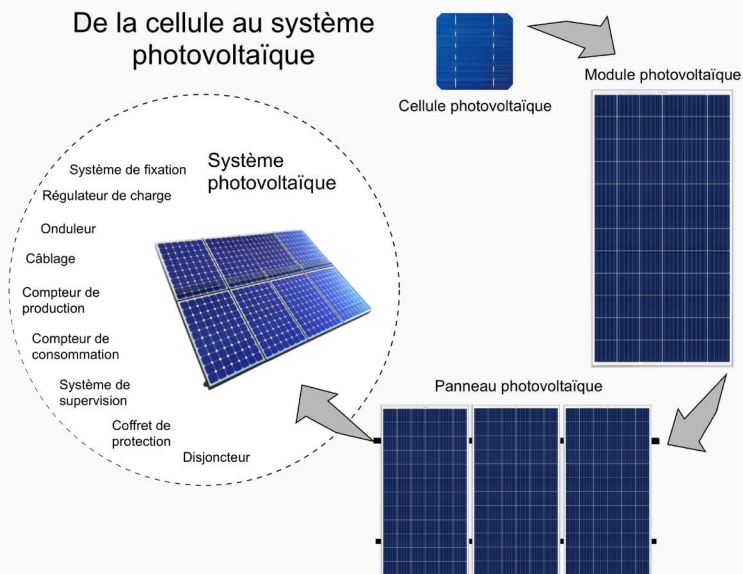 De la cellule au système
photovoltaïque
Cellule photovoltaïque
Module photovoltaïque
Système
photovoltaïque
Système de fixation
Régulateur de charge
Onduleur
Câblage
Compteur de
production
Compteur de
consommation
Système de
supervision
Coffret de
protection
Disjoncteur
Panneau photovoltaïque